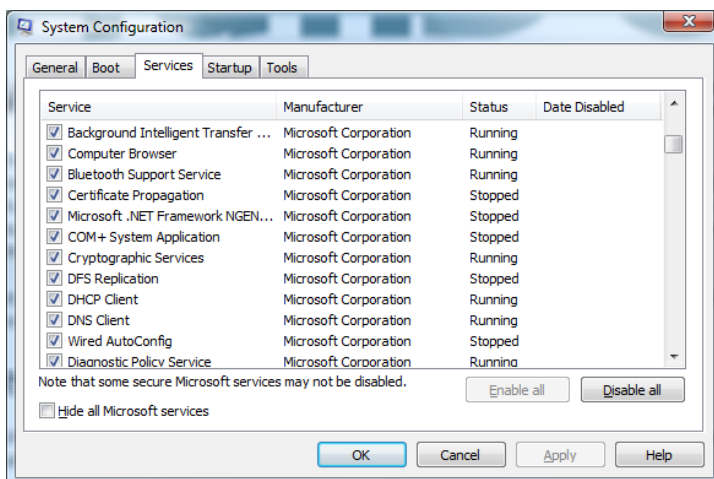 System Configuration
General Boot Services Startup Tools
Service Manufacturer Status Date Disabled
Background Intelligent Transfer ... Microsoft Corporation Running
Computer Browser Microsoft Corporation Running
Bluetooth Support Service Microsoft Corporation Running
Certificate Propagation Microsoft Corporation Stopped
Microsoft .NET Framework NGEN... Microsoft Corporation Stopped
COM+ System Application Microsoft Corporation Stopped
Cryptographic Services Microsoft Corporation Running
DFS Replication Microsoft Corporation Stopped
DHCP Client Microsoft Corporation Running
DNS Client Microsoft Corporation Running
Wired AutoConfig Microsoft Corporation Stopped
Diagnostic Policy Service Microsoft Corporation Running
Note that some secure Microsoft services may not be disabled.
Enable all Disable all
Hide all Microsoft services
OK Cancel Apply Help